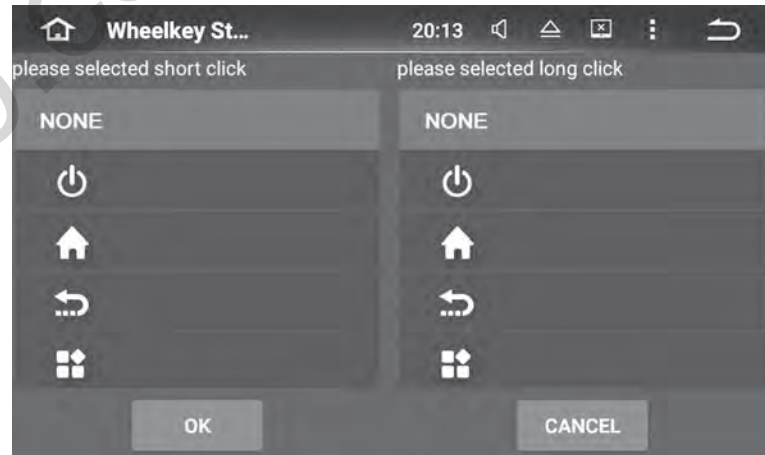 Wheelkey St... 20:13
please selected short click
please selected long click
NONE
NONE
OK
CANCEL